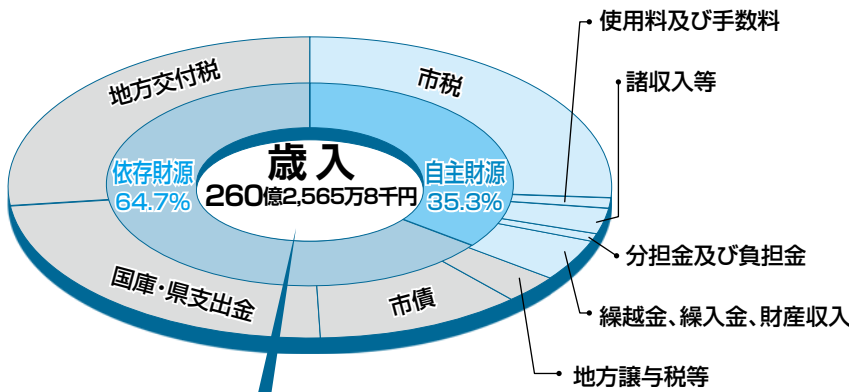 使用料及び手数料
地方交付税
市税
諸収入等
歳入
260億2,565万8千円
依存財源
64.7%
自主財源
35.3%
分担金及び負担金
国庫・県支出金
市債
繰越金、繰入金、財産収入
地方譲与税等